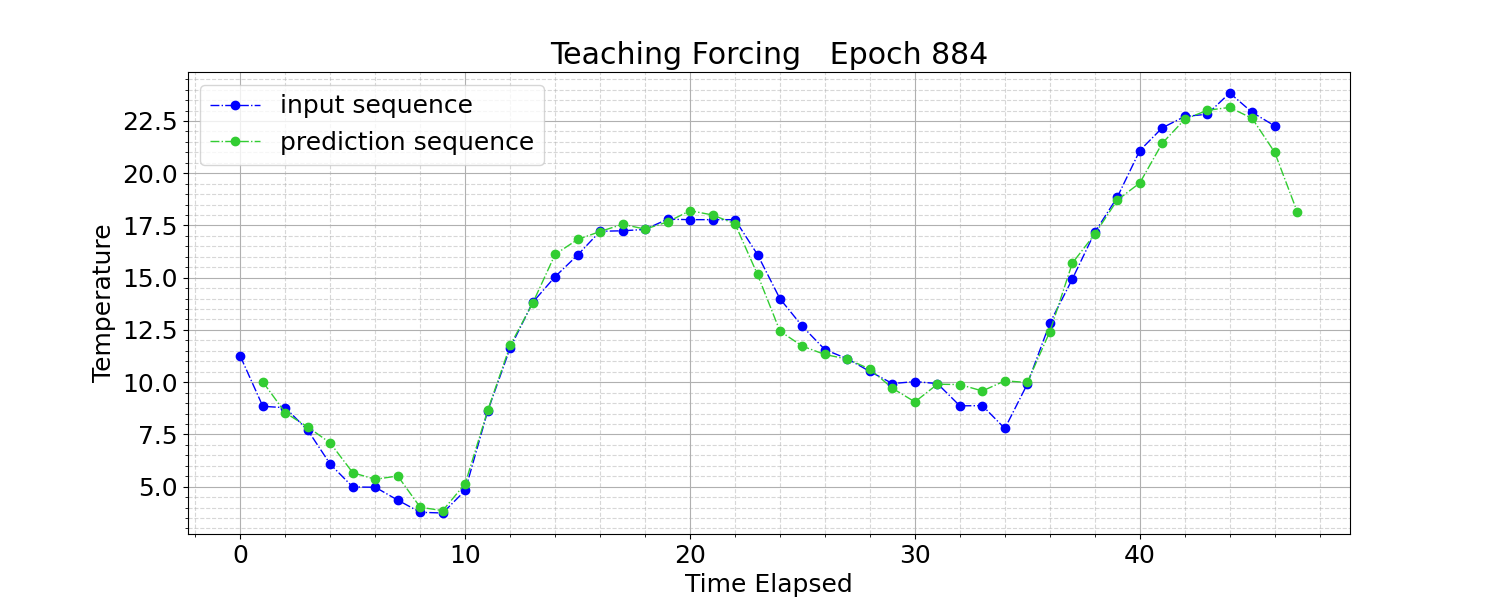 Teaching Forcing   Epoch 884
input sequence
prediction sequence
Temperature
22.5
20.0
17.5
15.0
12.5
10.0
7.5
5.0
0 10 20 30 40
Time Elapsed